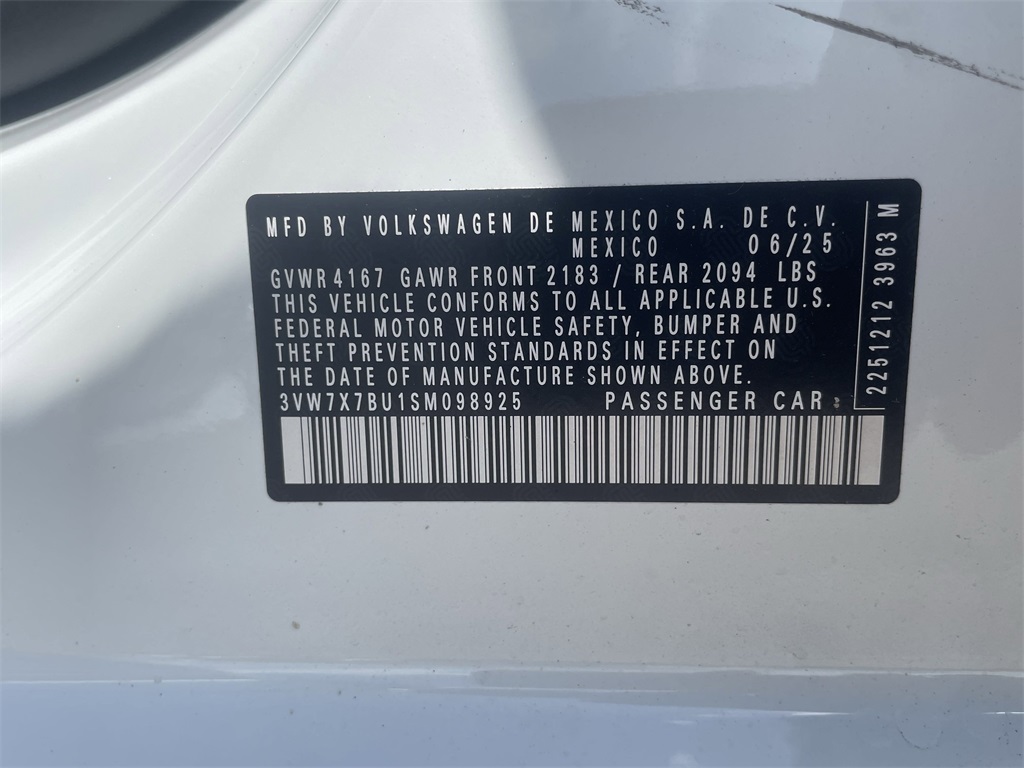 MFD BY VOLKSWAGEN DE MEXICO S.A. DE C.V.
MEXICO 06/25
GVWR 4167 GAWR FRONT 2183 / REAR 2094 LBS
THIS VEHICLE CONFORMS TO ALL APPLICABLE U.S.
FEDERAL MOTOR VEHICLE SAFETY, BUMPER AND
THEFT PREVENTION STANDARDS IN EFFECT ON
THE DATE OF MANUFACTURE SHOWN ABOVE.
3VW7X7BU1SM098925 PASSENGER CAR
2251212 3963 M